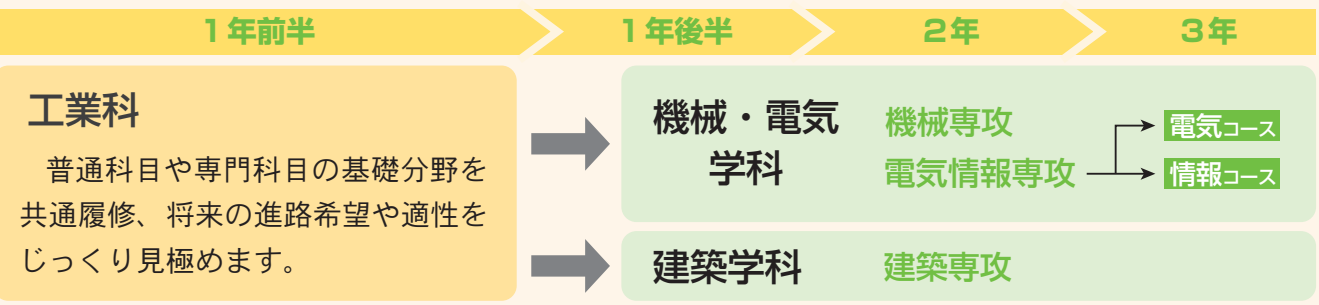 1年前半
1年後半
2年
3年
工業科
普通科目や専門科目の基礎分野を
共通履修、将来の進路希望や適性を
じっくり見極めます。
機械・電気
学科
機械専攻
電気情報専攻
電気コース
情報コース
建築学科
建築専攻